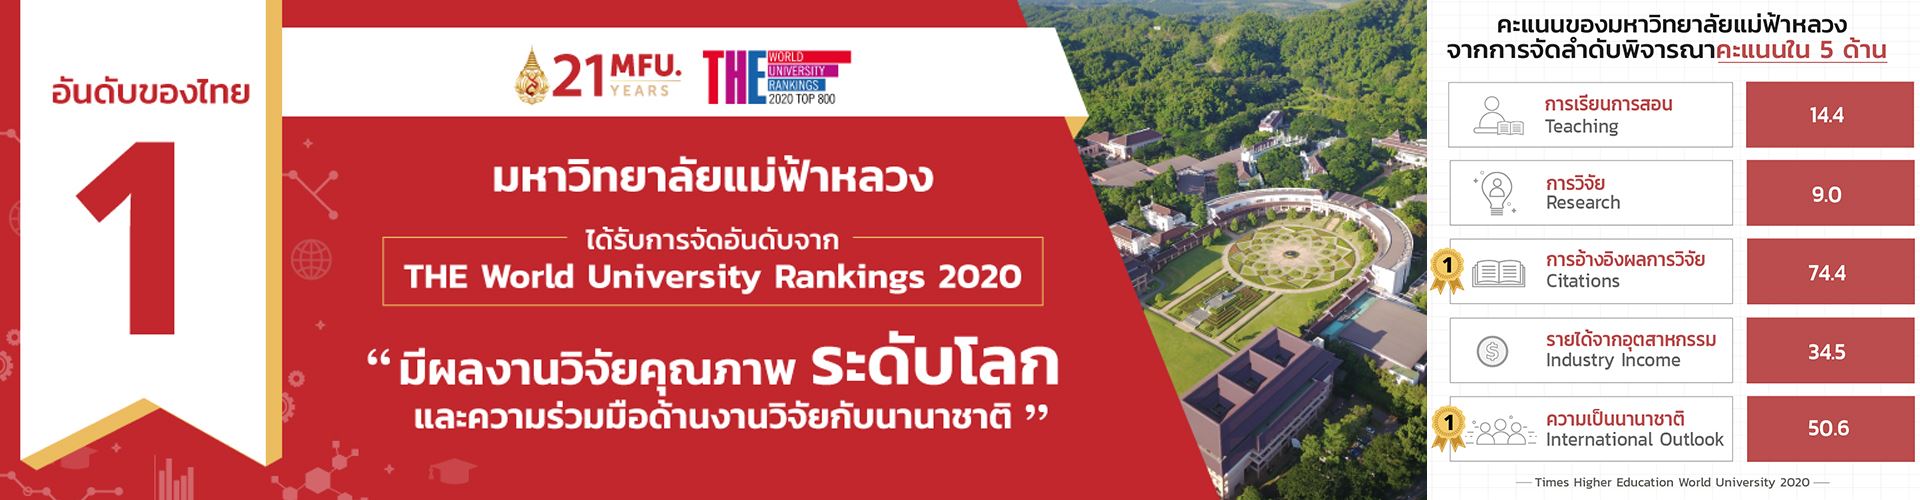 อันดับของไทย
1
21 MFU.
YEARS
THE WORLD
UNIVERSITY
RANKINGS
2020 TOP 800
มหาวิทยาลัยแม่ฟ้าหลวง
ได้รับการจัดอันดับจาก
THE World University Rankings 2020
“ มีผลงานวิจัยคุณภาพ ระดับโลก
และความร่วมมือด้านงานวิจัยกับนานาชาติ ”
คะแนนของมหาวิทยาลัยแม่ฟ้าหลวง
จากการจัดลำดับพิจารณาคะแนนใน 5 ด้าน
การเรียนการสอน
Teaching
14.4
การวิจัย
Research
9.0
1
การอ้างอิงผลการวิจัย
Citations
74.4
รายได้จากอุตสาหกรรม
Industry Income
34.5
1
ความเป็นนานาชาติ
International Outlook
50.6
Times Higher Education World University 2020